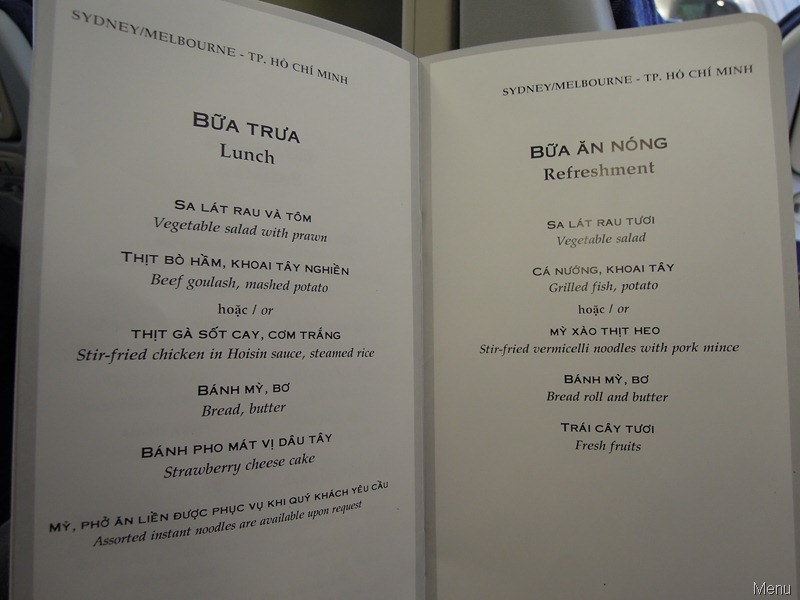 SYDNEY/MELBOURNE - TP. HỒ CHÍ MINH
BỮA TRƯA
Lunch
SA LÁT RAU VÀ TÔM
Vegetable salad with prawn
THỊT BÒ HẦM, KHOAI TÂY NGHIỀN
Beef goulash, mashed potato
hoặc / or
THỊT GÀ SỐT CAY, CƠM TRẮNG
Stir-fried chicken in Hoisin sauce, steamed rice
BÁNH MỲ, BƠ
Bread, butter
BÁNH PHO MÁT VỊ DÂU TÂY
Strawberry cheese cake
MỲ, PHỞ ĂN LIỀN ĐƯỢC PHỤC VỤ KHI QUÝ KHÁCH YÊU CẦU
Assorted instant noodles are available upon request
SYDNEY/MELBOURNE - TP. HỒ CHÍ MINH
BỮA ĂN NÓNG
Refreshment
SA LÁT RAU TƯƠI
Vegetable salad
CÁ NƯỚNG, KHOAI TÂY
Grilled fish, potato
hoặc / or
MỲ XÀO THỊT HEO
Stir-fried vermicelli noodles with pork mince
BÁNH MỲ, BƠ
Bread roll and butter
TRÁI CÂY TƯƠI
Fresh fruits
Menu